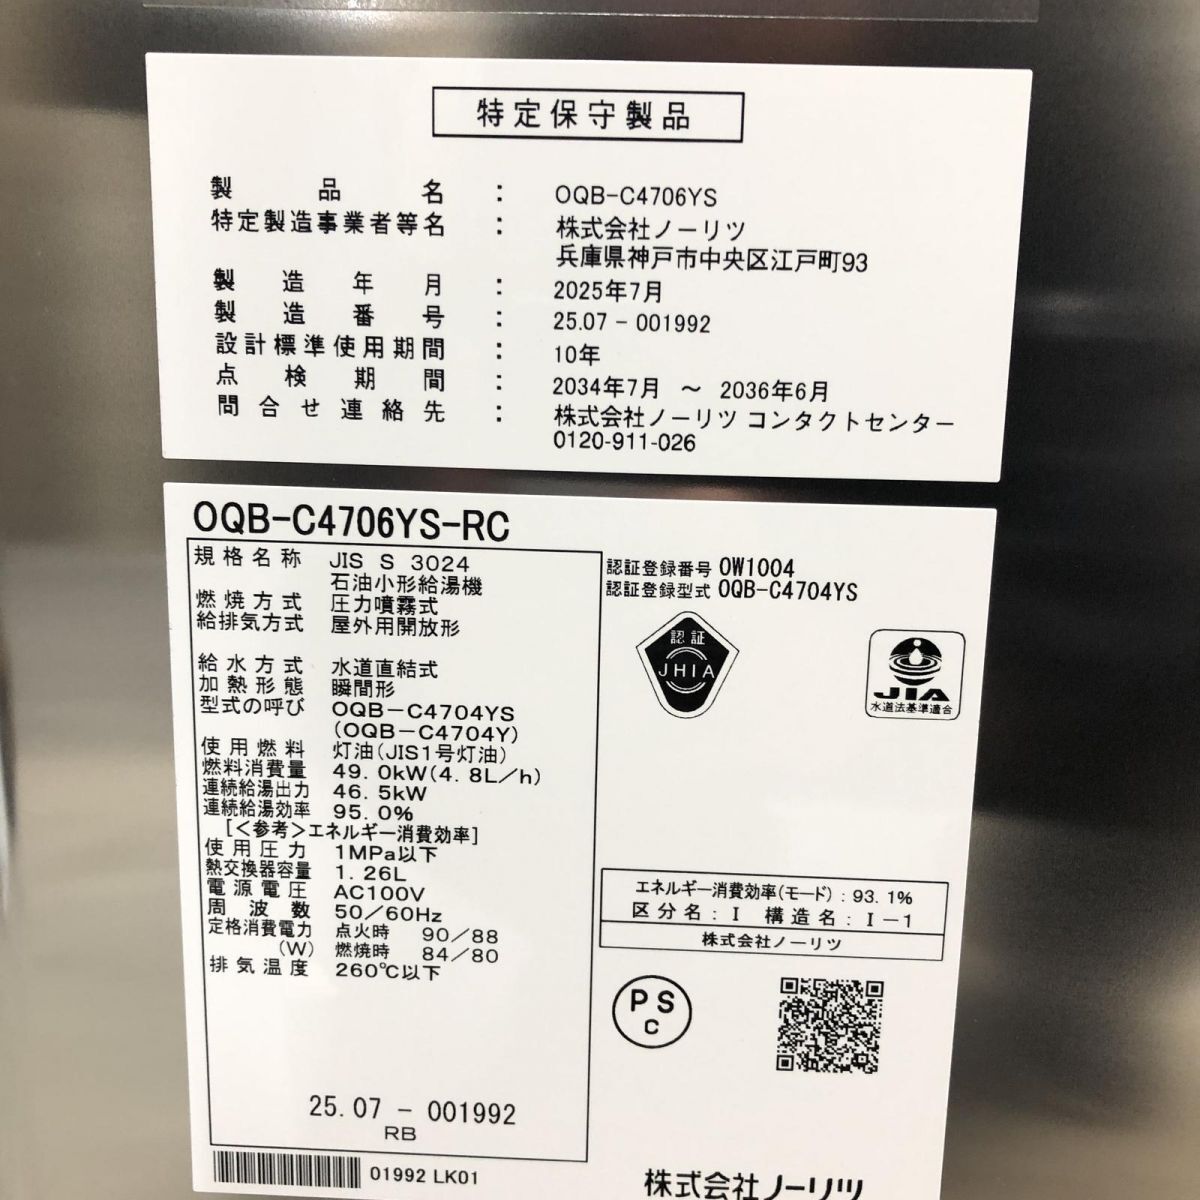 特定保守製品
製品名 : OQB-C4706YS
特定製造事業者等名 : 株式会社ノーリツ
兵庫県神戸市中央区江戸町93
製造年月 : 2025年7月
製造番号 : 25.07 - 001992
設計標準使用期間 : 10年
点検期間 : 2034年7月 ～ 2036年6月
問合せ連絡先 : 株式会社ノーリツ コンタクトセンター
0120-911-026
OQB-C4706YS-RC
規格名称 JIS S 3024
石油小形給湯機
燃焼方式 圧力噴霧式
給排気方式 屋外用開放形
給水方式 水道直結式
加熱形態 瞬間形
型式の呼び OQB-C4704YS
(OQB-C4704Y)
使用燃料 灯油(JIS1号灯油)
燃料消費量 49.0kW(4.8L/h)
連続給湯出力 46.5kW
連続給湯効率 95.0%
[<参考>エネルギー消費効率]
使用圧力 1MPa以下
熱交換器容量 1.26L
電源電圧 AC100V
周波数 50/60Hz
定格消費電力 点火時 90/88
(W) 燃焼時 84/80
排気温度 260℃以下
25.07 - 001992
RB
01992 LK01
認証登録番号 OW1004
認証登録型式 OQB-C4704YS
認証
JHIA
JIA
水道法基準適合
エネルギー消費効率(モード) : 93.1%
区分名 : I 構造名 : I-1
株式会社ノーリツ
PS
C
株式会社ノーリツ